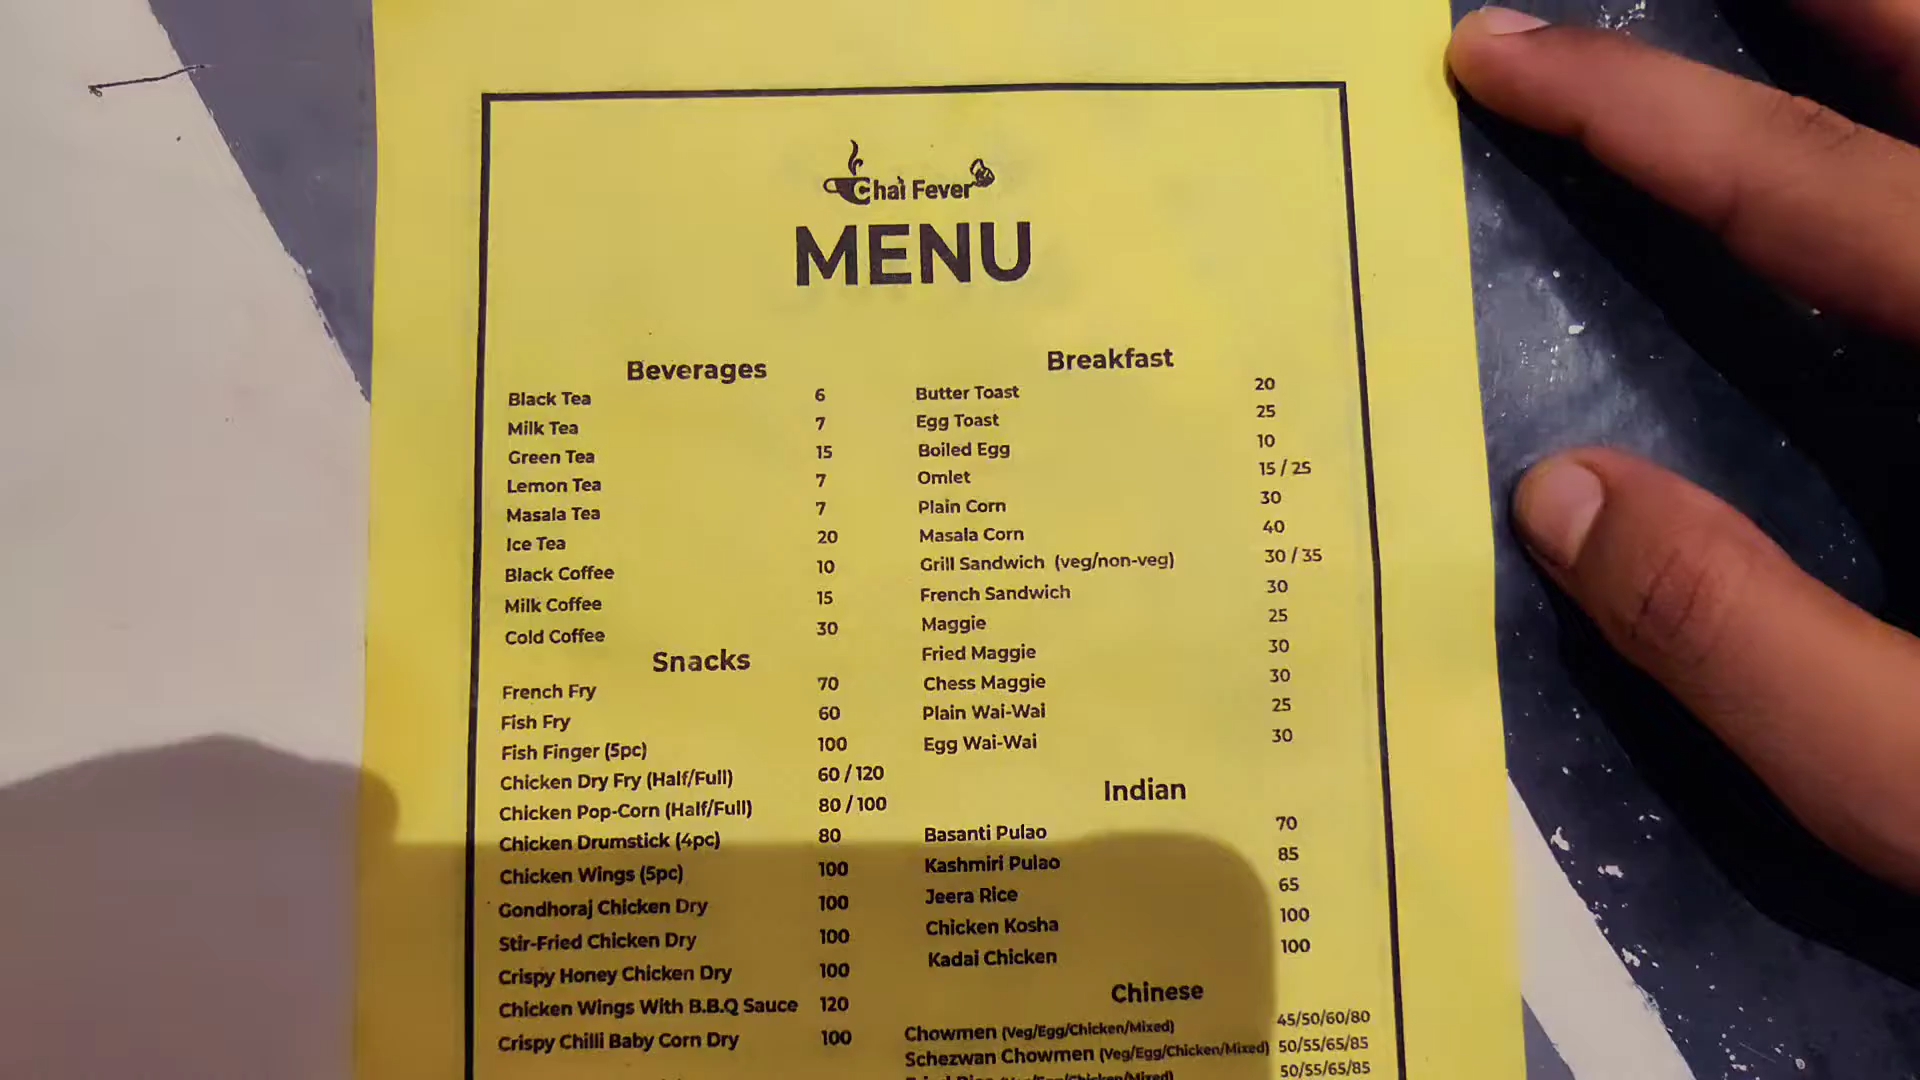 Chai Fever
MENU
Beverages
Black Tea 6
Milk Tea 7
Green Tea 15
Lemon Tea 7
Masala Tea 7
Ice Tea 20
Black Coffee 10
Milk Coffee 15
Cold Coffee 30
Snacks
French Fry 70
Fish Fry 60
Fish Finger (5pc) 100
Chicken Dry Fry (Half/Full) 60 / 120
Chicken Pop-Corn (Half/Full) 80 / 100
Chicken Drumstick (4pc) 80
Chicken Wings (5pc) 100
Gondhoraj Chicken Dry 100
Stir-Fried Chicken Dry 100
Crispy Honey Chicken Dry 100
Chicken Wings With B.B.Q Sauce 120
Crispy Chilli Baby Corn Dry 100
Breakfast
Butter Toast 20
Egg Toast 25
Boiled Egg 10
Omlet 15 / 25
Plain Corn 30
Masala Corn 40
Grill Sandwich (veg/non-veg) 30 / 35
French Sandwich 30
Maggie 25
Fried Maggie 30
Chess Maggie 30
Plain Wai-Wai 25
Egg Wai-Wai 30
Indian
Basanti Pulao 70
Kashmiri Pulao 85
Jeera Rice 65
Chicken Kosha 100
Kadai Chicken 100
Chinese
Chowmen (Veg/Egg/Chicken/Mixed) 45/50/60/80
Schezwan Chowmen (Veg/Egg/Chicken/Mixed) 50/55/65/85
50/55/65/85